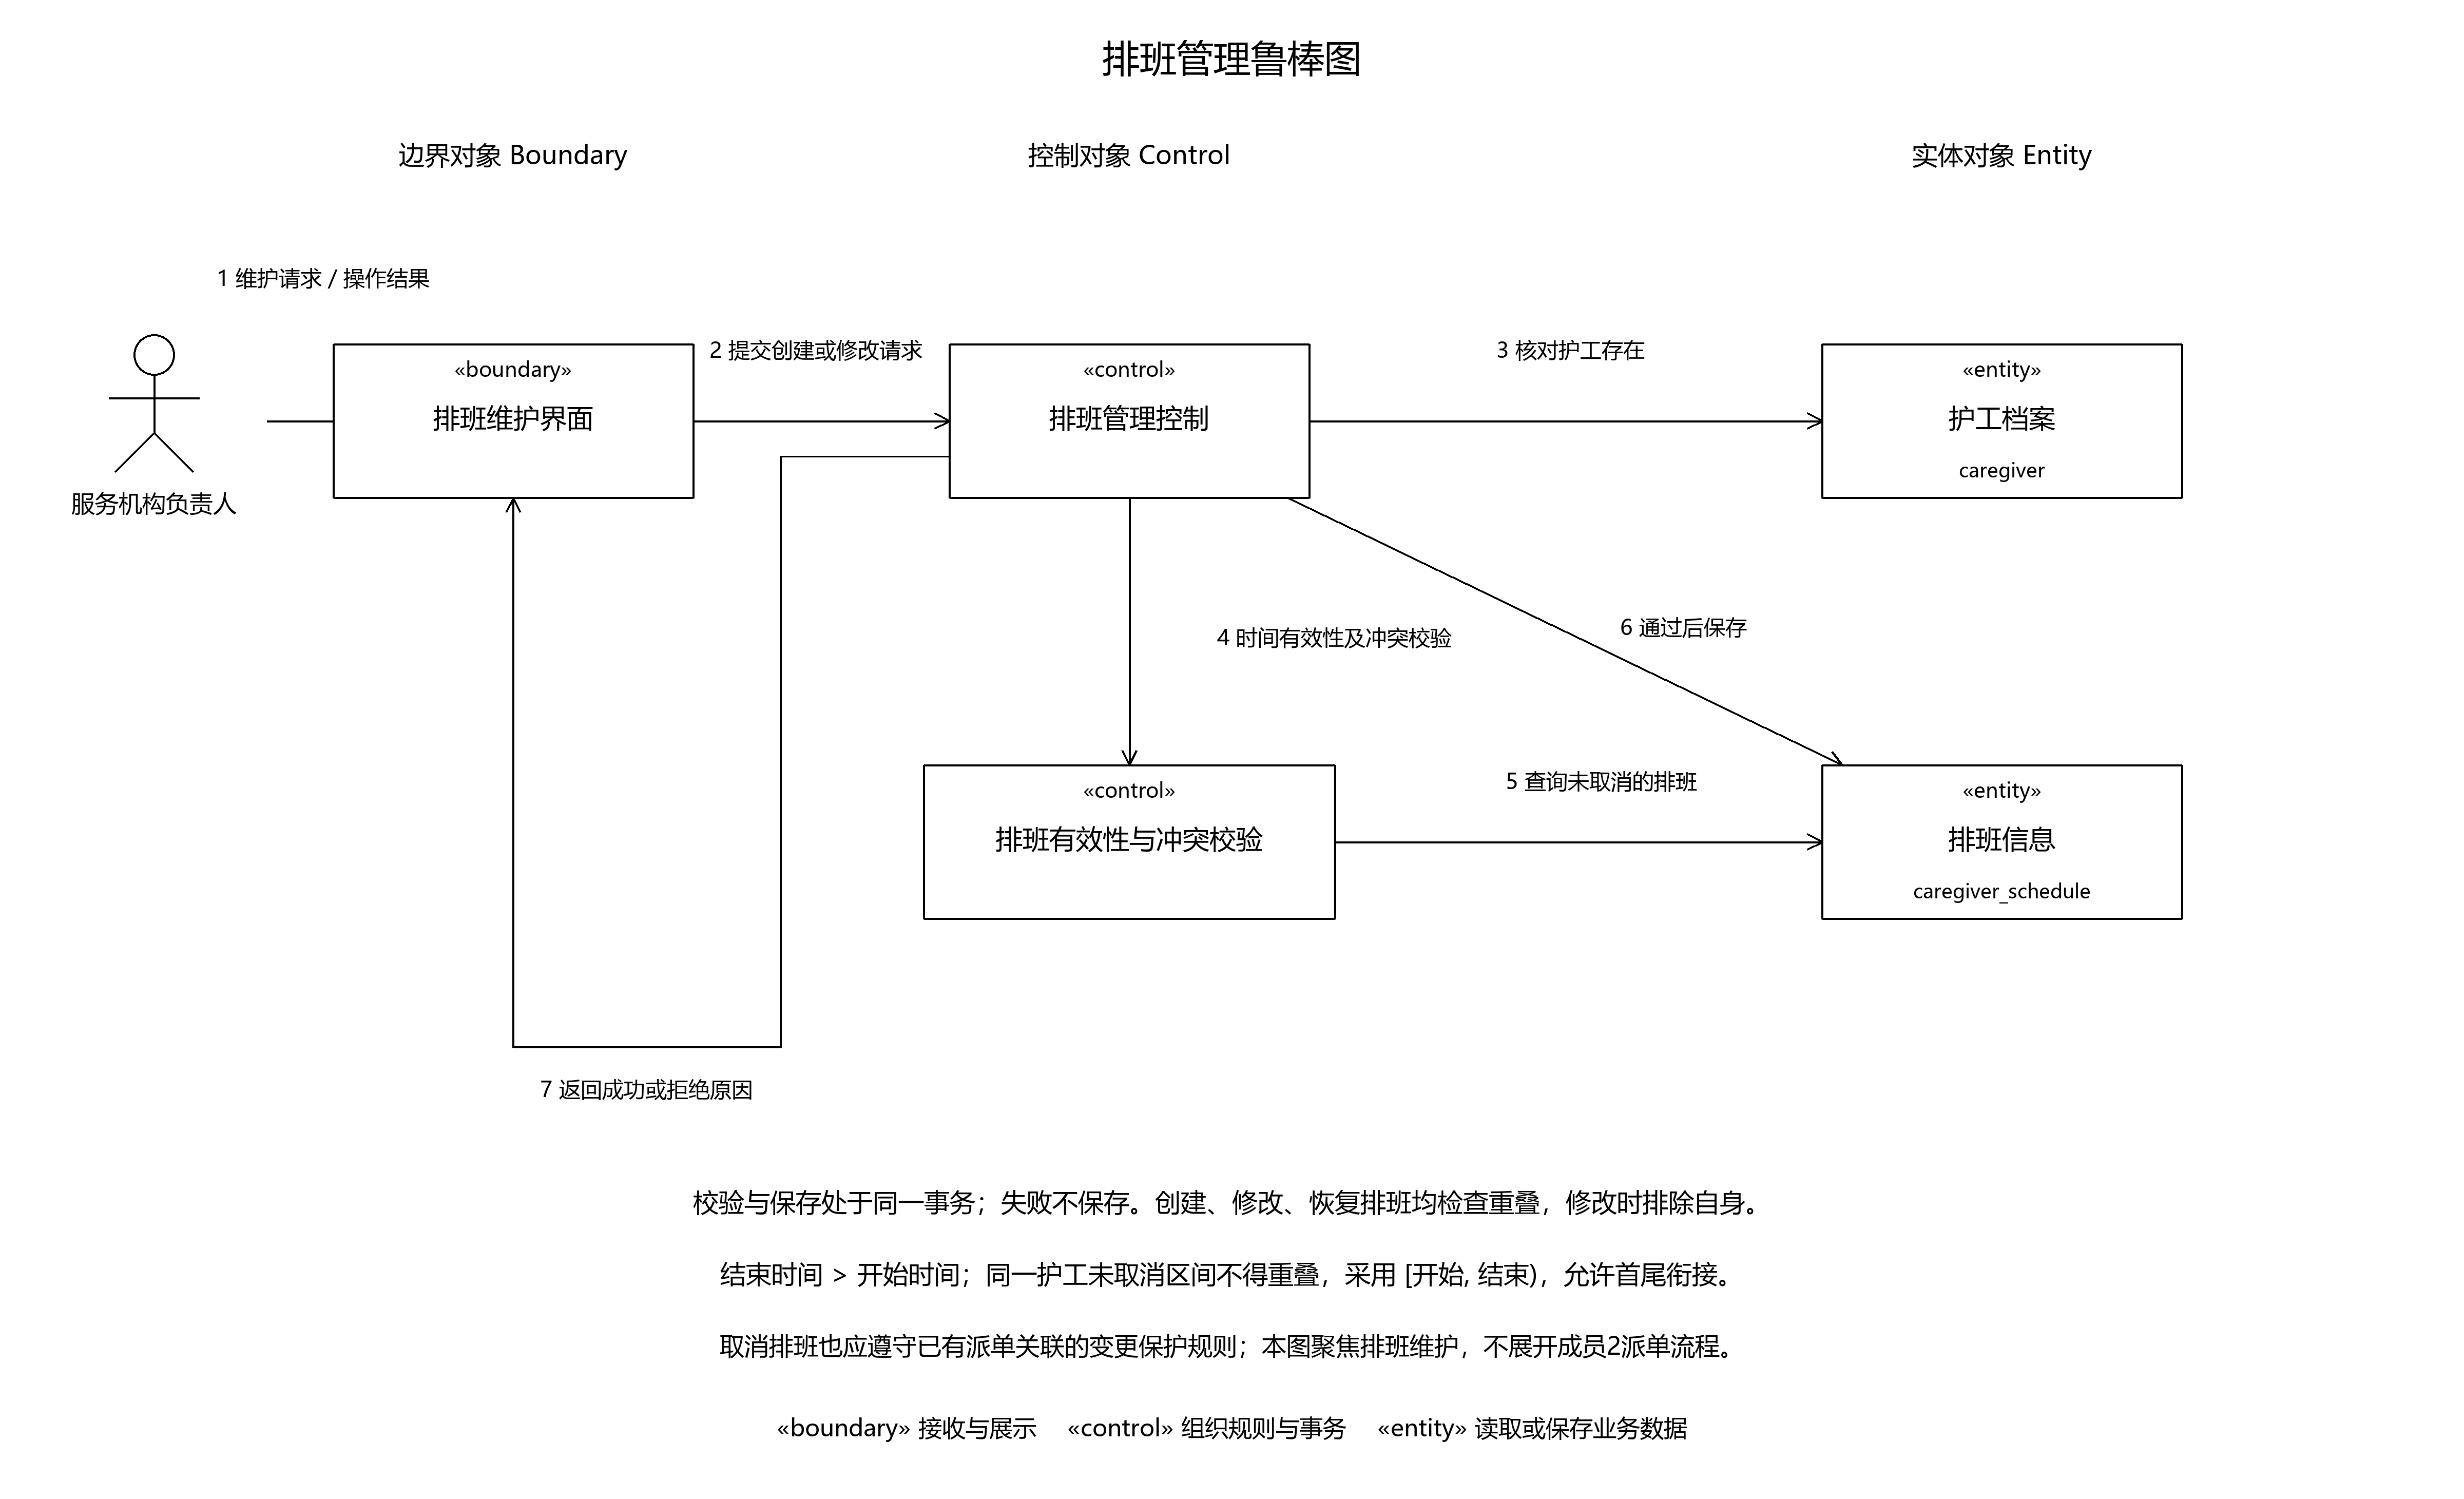 排班管理鲁棒图
边界对象 Boundary
控制对象 Control
实体对象 Entity
1 维护请求 / 操作结果
服务机构负责人
«boundary»
排班维护界面
2 提交创建或修改请求
«control»
排班管理控制
3 核对护工存在
«entity»
护工档案
caregiver
4 时间有效性及冲突校验
6 通过后保存
«control»
排班有效性与冲突校验
5 查询未取消的排班
«entity»
排班信息
caregiver_schedule
7 返回成功或拒绝原因
校验与保存处于同一事务；失败不保存。创建、修改、恢复排班均检查重叠，修改时排除自身。
结束时间 > 开始时间；同一护工未取消区间不得重叠，采用 [开始, 结束)，允许首尾衔接。
取消排班也应遵守已有派单关联的变更保护规则；本图聚焦排班维护，不展开成员2派单流程。
«boundary» 接收与展示 «control» 组织规则与事务 «entity» 读取或保存业务数据